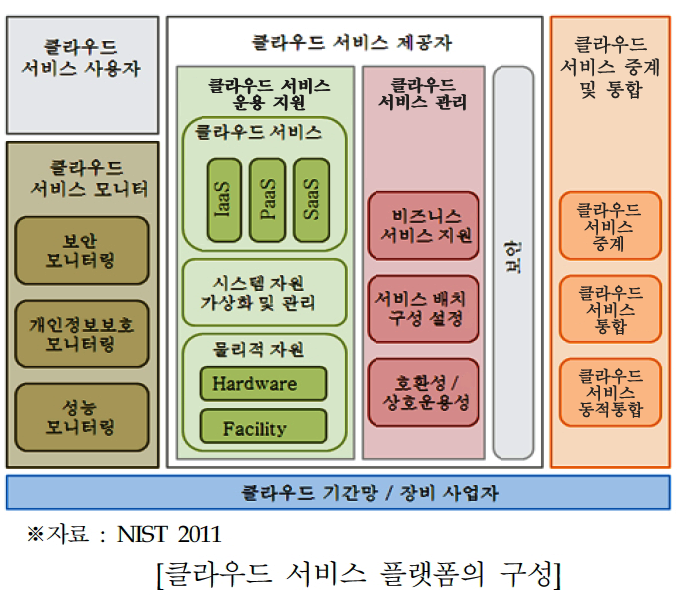 클라우드
서비스 사용자
클라우드
서비스 모니터
보안
모니터링
개인정보보호
모니터링
성능
모니터링
클라우드 서비스 제공자
클라우드 서비스
운용 지원
클라우드 서비스
IaaS
PaaS
SaaS
시스템 자원
가상화 및 관리
물리적 자원
Hardware
Facility
클라우드
서비스 관리
비즈니스
서비스 지원
서비스 배치
구성 설정
호환성 /
상호운용성
보안
클라우드
서비스 중계
및 통합
클라우드
서비스
중계
클라우드
서비스
통합
클라우드
서비스
동적통합
클라우드 기간망 / 장비 사업자
※자료 : NIST 2011
[클라우드 서비스 플랫폼의 구성]